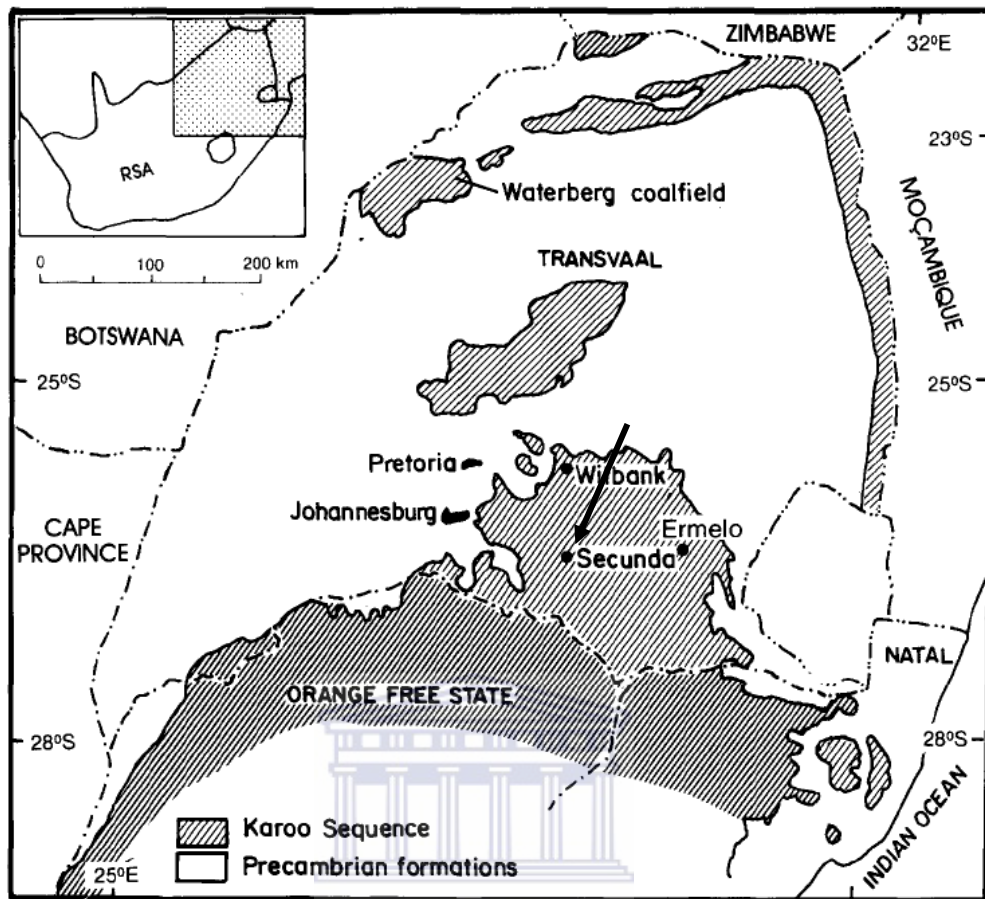 ZIMBABWE
32ºE
23ºS
RSA
Waterberg coalfield
MOÇAMBIQUE
0 100 200 km
TRANSVAAL
BOTSWANA
25ºS
25ºS
Pretoria
Witbank
Johannesburg
Ermelo
CAPE
PROVINCE
Secunda
NATAL
ORANGE FREE STATE
28ºS
28ºS
INDIAN OCEAN
Karoo Sequence
Precambrian formations
25ºE